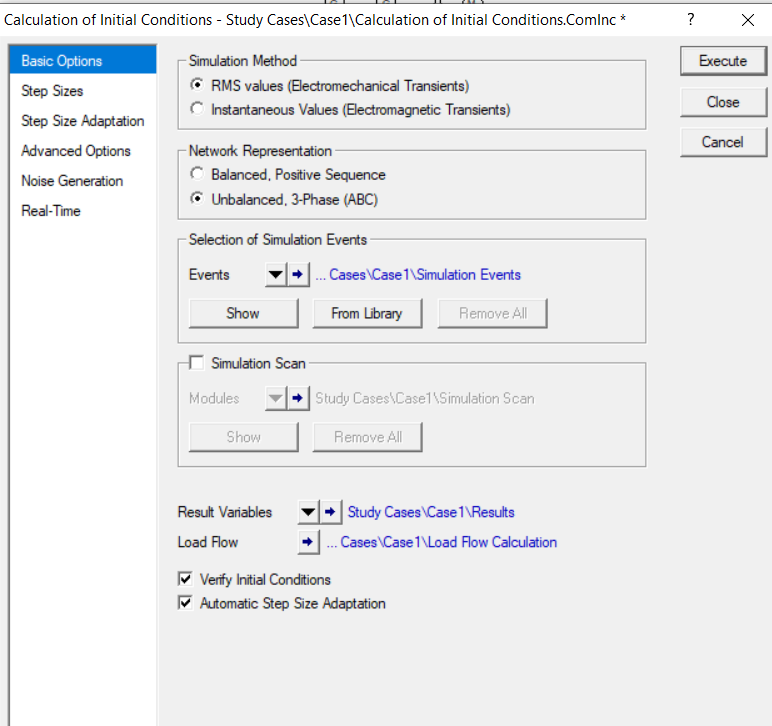 Calculation of Initial Conditions - Study Cases\Case1\Calculation of Initial Conditions.ComInc *
?
Basic Options
Step Sizes
Step Size Adaptation
Advanced Options
Noise Generation
Real-Time
Simulation Method
RMS values (Electromechanical Transients)
Instantaneous Values (Electromagnetic Transients)
Network Representation
Balanced, Positive Sequence
Unbalanced, 3-Phase (ABC)
Selection of Simulation Events
Events ... Cases\Case1\Simulation Events
Show From Library Remove All
Simulation Scan
Modules Study Cases\Case1\Simulation Scan
Show Remove All
Result Variables Study Cases\Case1\Results
Load Flow ... Cases\Case1\Load Flow Calculation
Verify Initial Conditions
Automatic Step Size Adaptation
Execute
Close
Cancel